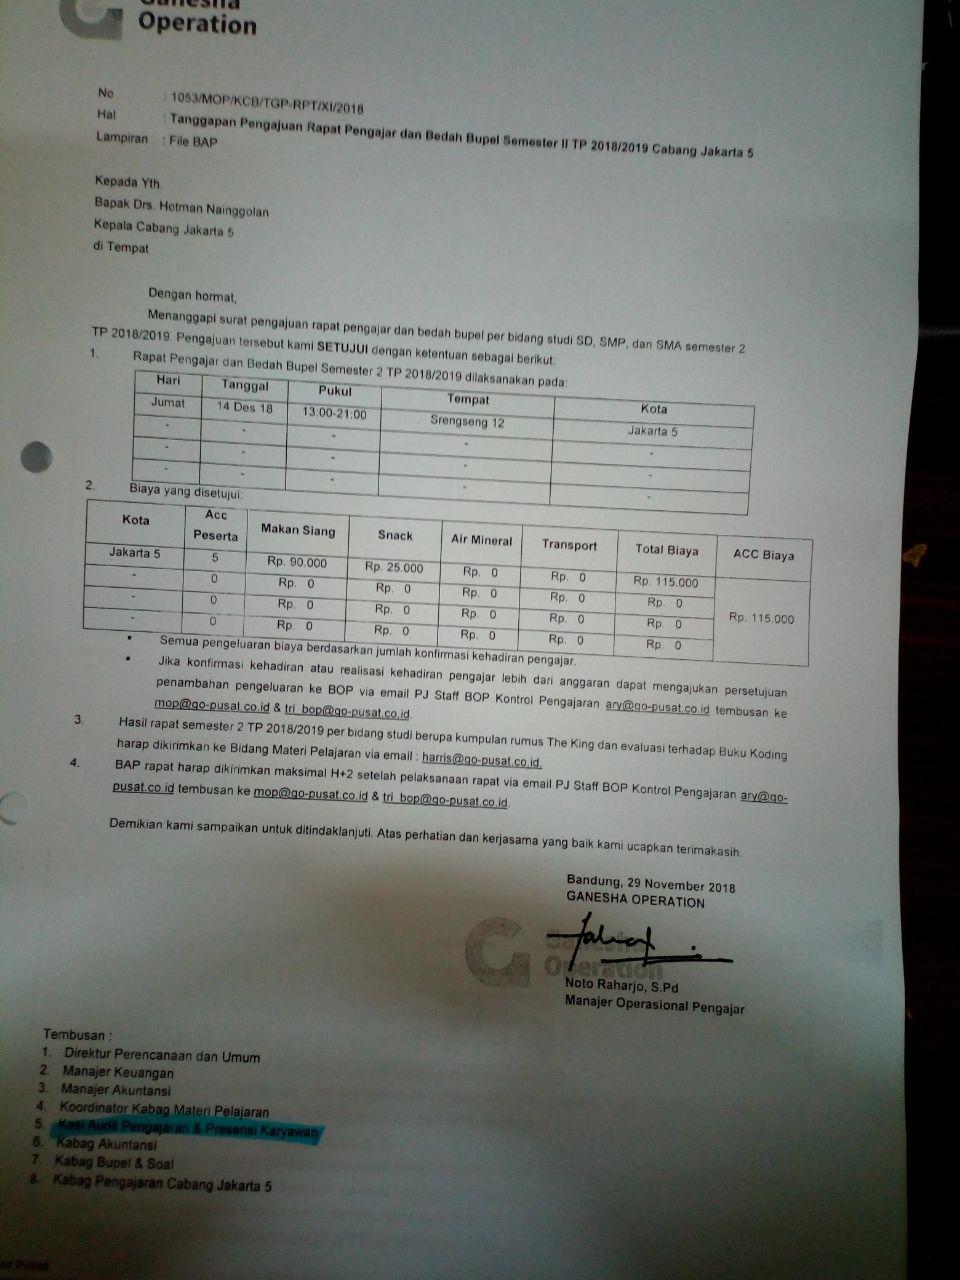 Ganesha
Operation
No : 1053/MOP/KCB/TGP-RPT/XI/2018
Hal : Tanggapan Pengajuan Rapat Pengajar dan Bedah Bupel Semester II TP 2018/2019 Cabang Jakarta 5
Lampiran : File BAP
Kepada Yth.
Bapak Drs. Hotman Nainggolan
Kepala Cabang Jakarta 5
di Tempat
Dengan hormat,
Menanggapi surat pengajuan rapat pengajar dan bedah bupel per bidang studi SD, SMP, dan SMA semester 2
TP 2018/2019. Pengajuan tersebut kami SETUJUI dengan ketentuan sebagai berikut:
1. Rapat Pengajar dan Bedah Bupel Semester 2 TP 2018/2019 dilaksanakan pada:
Hari Tanggal Pukul Tempat Kota
Jumat 14 Des 18 13:00-21:00 Srengseng 12 Jakarta 5
- - - - -
- - - - -
- - - - -
2. Biaya yang disetujui:
Kota Acc Peserta Makan Siang Snack Air Mineral Transport Total Biaya ACC Biaya
Jakarta 5 5 Rp. 90.000 Rp. 25.000 Rp. 0 Rp. 0 Rp. 115.000 Rp. 115.000
- 0 Rp. 0 Rp. 0 Rp. 0 Rp. 0 Rp. 0
- 0 Rp. 0 Rp. 0 Rp. 0 Rp. 0 Rp. 0
- 0 Rp. 0 Rp. 0 Rp. 0 Rp. 0 Rp. 0
▪ Semua pengeluaran biaya berdasarkan jumlah konfirmasi kehadiran pengajar.
▪ Jika konfirmasi kehadiran atau realisasi kehadiran pengajar lebih dari anggaran dapat mengajukan persetujuan
penambahan pengeluaran ke BOP via email PJ Staff BOP Kontrol Pengajaran ary@go-pusat.co.id tembusan ke
mop@go-pusat.co.id & tri_bop@go-pusat.co.id.
3. Hasil rapat semester 2 TP 2018/2019 per bidang studi berupa kumpulan rumus The King dan evaluasi terhadap Buku Koding
harap dikirimkan ke Bidang Materi Pelajaran via email : harris@go-pusat.co.id.
4. BAP rapat harap dikirimkan maksimal H+2 setelah pelaksanaan rapat via email PJ Staff BOP Kontrol Pengajaran ary@go-
pusat.co.id tembusan ke mop@go-pusat.co.id & tri_bop@go-pusat.co.id.
Demikian kami sampaikan untuk ditindaklanjuti. Atas perhatian dan kerjasama yang baik kami ucapkan terimakasih.
Bandung, 29 November 2018
GANESHA OPERATION
Ganesha
Operation
Noto Raharjo, S.Pd
Manajer Operasional Pengajar
Tembusan :
1. Direktur Perencanaan dan Umum
2. Manajer Keuangan
3. Manajer Akuntansi
4. Koordinator Kabag Materi Pelajaran
5. Kasi Audit Pengajaran & Presensi Karyawan
6. Kabag Akuntansi
7. Kabag Bupel & Soal
8. Kabag Pengajaran Cabang Jakarta 5
Pusat